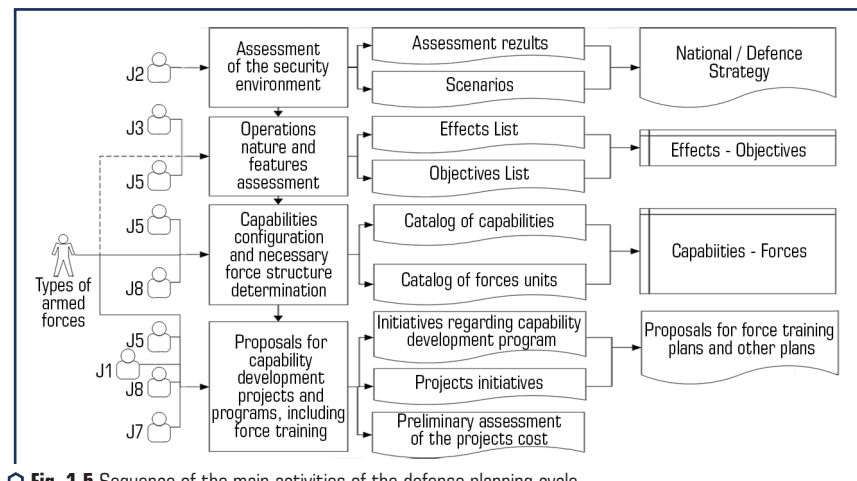 J2
Assessment
of the security
environment
Assessment rezults
Scenarios
National / Defence
Strategy
J3
J5
Operations
nature and
features
assessment
Effects List
Objectives List
Effects - Objectives
J5
J8
Types of
armed
forces
Capabilities
configuration
and necessary
force structure
determination
Catalog of capabilities
Catalog of forces units
Capabiities - Forces
J5
J1
J8
J7
Proposals for
capability
development
projects and
programs, including
force training
Initiatives regarding capability
development program
Projects initiatives
Preliminary assessment
of the projects cost
Proposals for force training
plans and other plans
Fig. 1.5 Sequence of the main activities of the defense planning cycle